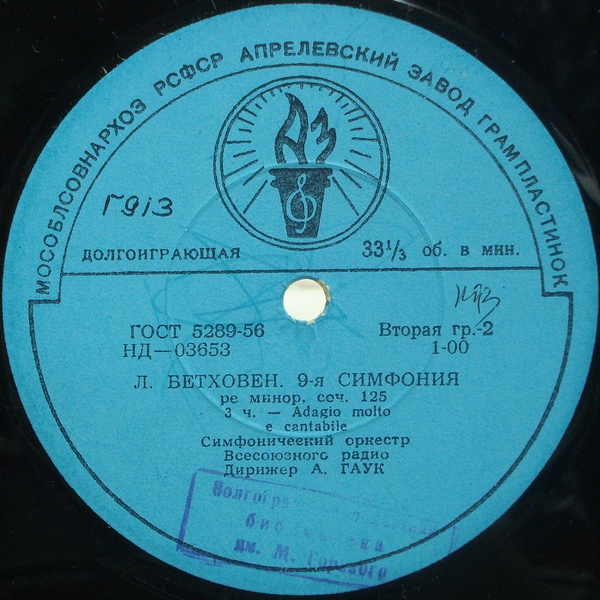 МОСОБЛСОВНАРХОЗ РСФСР АПРЕЛЕВСКИЙ ЗАВОД ГРАМПЛАСТИНОК
АЗ
Г913
ДОЛГОИГРАЮЩАЯ 33 1/3 об. в мин.
ГОСТ 5289-56 Вторая гр.-2
НД—03653 1-00
Л. БЕТХОВЕН. 9-я СИМФОНИЯ
ре минор, соч. 125
3 ч. — Adagio molto
e cantabile
Симфонический оркестр
Всесоюзного радио
Дирижер А. ГАУК
им. М. Горького